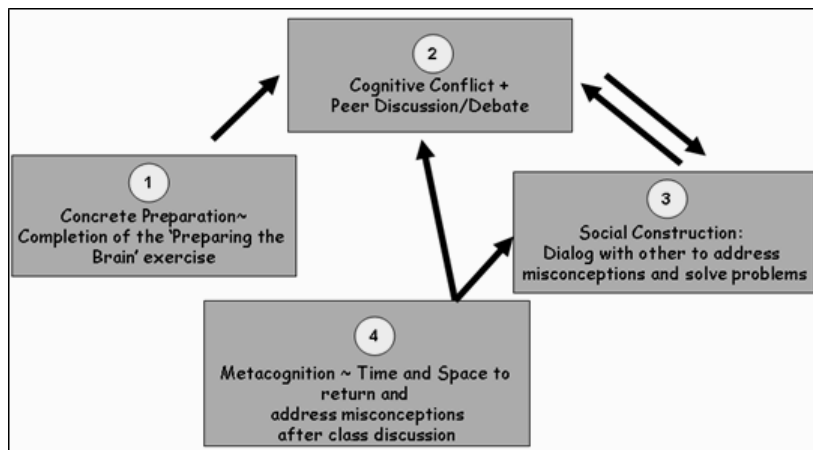 2
Cognitive Conflict +
Peer Discussion/Debate
1
Concrete Preparation~
Completion of the 'Preparing the
Brain' exercise
3
Social Construction:
Dialog with other to address
misconceptions and solve problems
4
Metacognition ~ Time and Space to
return and
address misconceptions
after class discussion